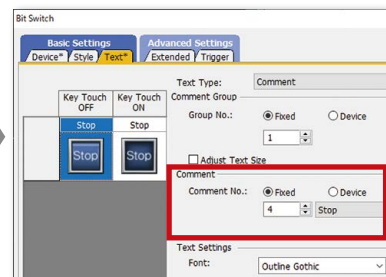 Bit Switch
Basic Settings Advanced Settings
Device* Style Text* Extended Trigger
Text Type: Comment
Key Touch OFF Key Touch ON
Stop Stop
Stop Stop
Comment Group
Group No.: Fixed Device
1
Adjust Text Size
Comment
Comment No.: Fixed Device
4 Stop
Text Settings
Font: Outline Gothic